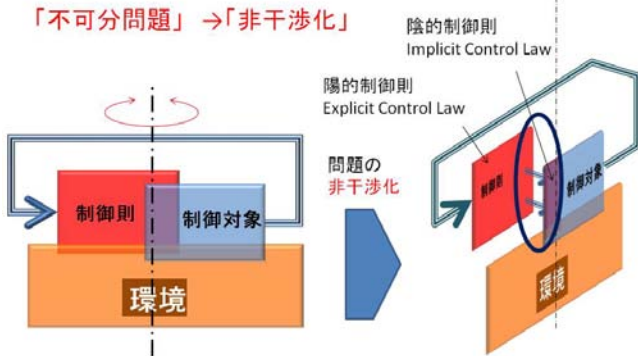 「不可分問題」→「非干渉化」
陰的制御則
Implicit Control Law
陽的制御則
Explicit Control Law
制御則
制御対象
環境
問題の
非干渉化
制御則
制御対象
環境